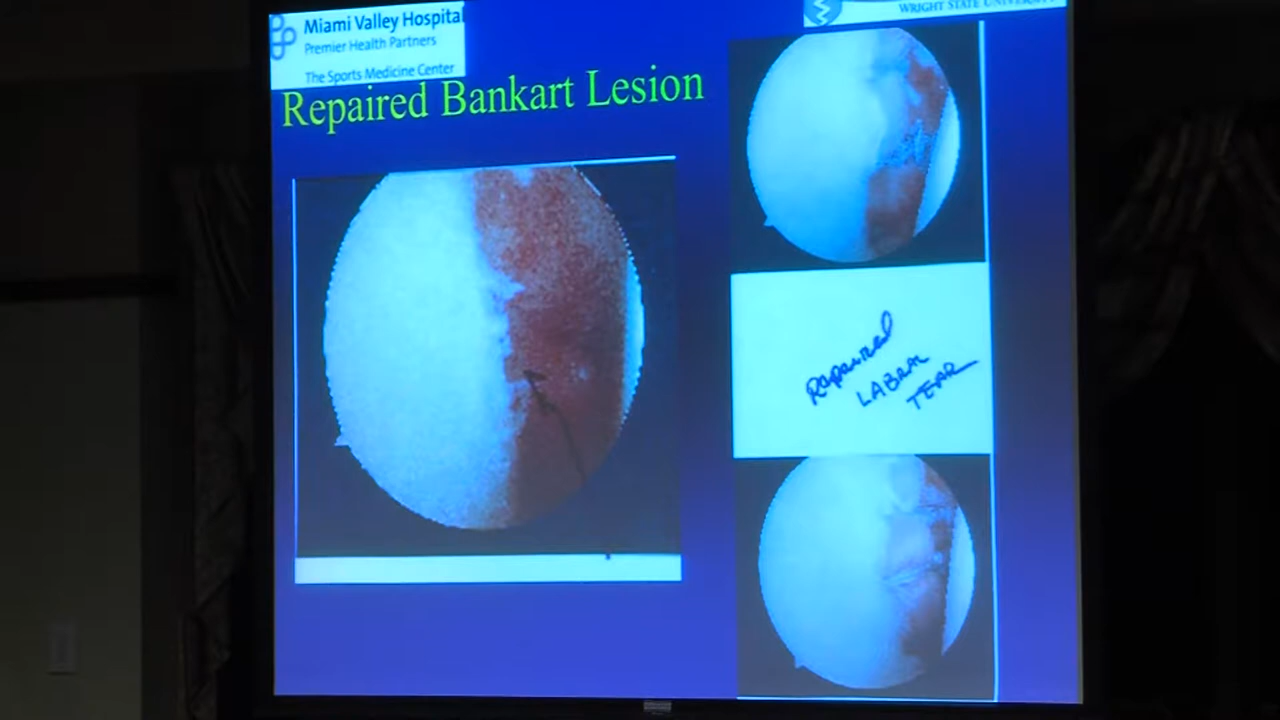 Miami Valley Hospital
Premier Health Partners
The Sports Medicine Center
WRIGHT STATE UNIVERSITY
Repaired Bankart Lesion
Repaired
LABRAL
TEAR